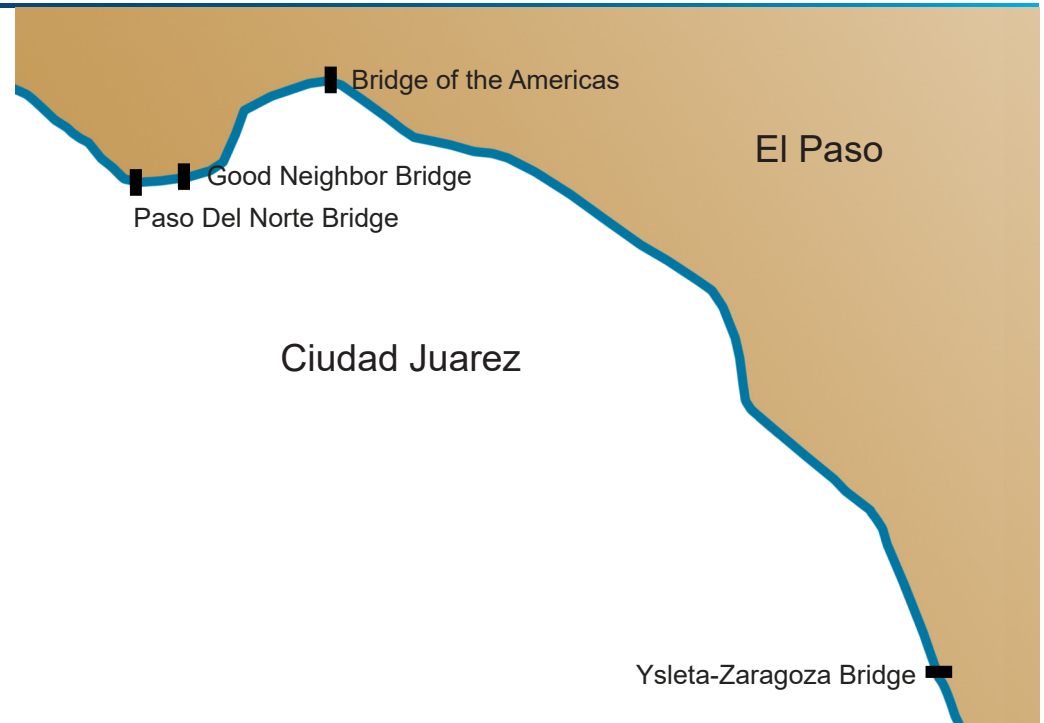 Bridge of the Americas
El Paso
Good Neighbor Bridge
Paso Del Norte Bridge
Ciudad Juarez
Ysleta-Zaragoza Bridge